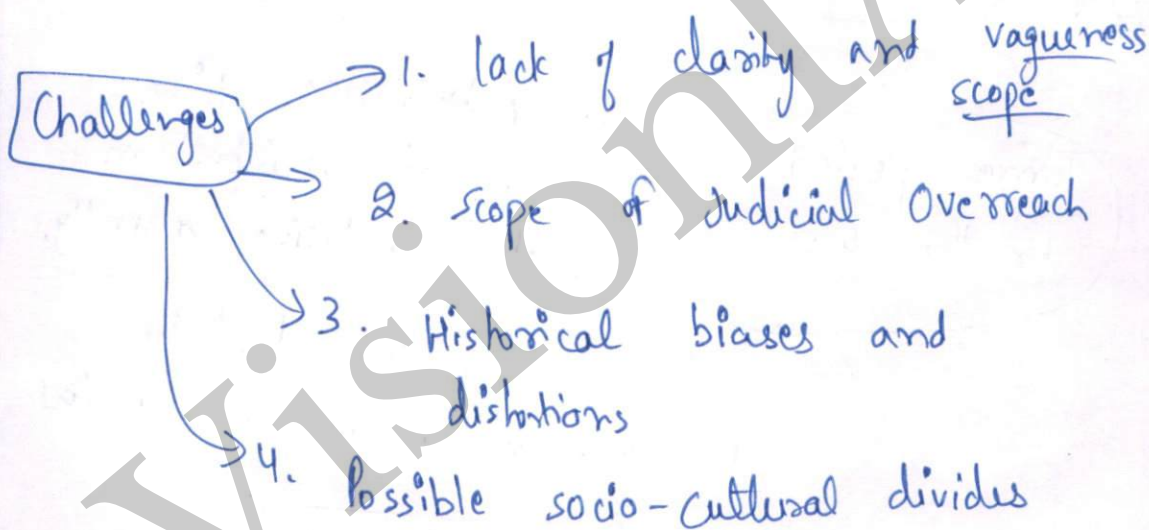 Challenges
1. lack of clarity and vagueness
scope
2. scope of Judicial Overreach
3. Historical biases and
distortions
4. Possible socio-cultural divides
VisionIA